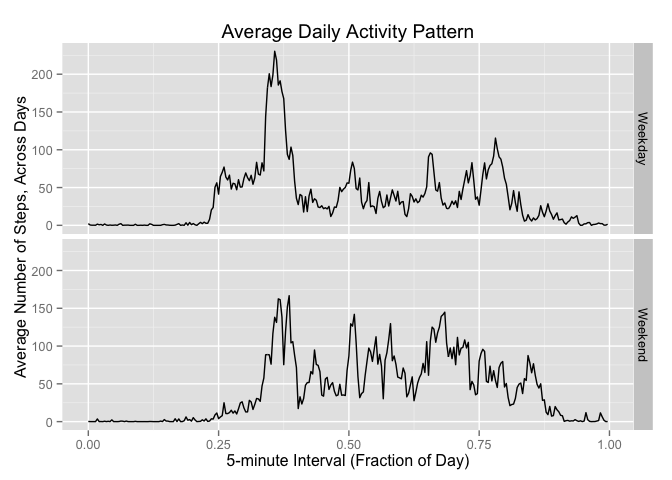 Average Daily Activity Pattern
Average Number of Steps, Across Days
200
150
100
50
0
Weekday
200
150
100
50
0
Weekend
0.00 0.25 0.50 0.75 1.00
5-minute Interval (Fraction of Day)